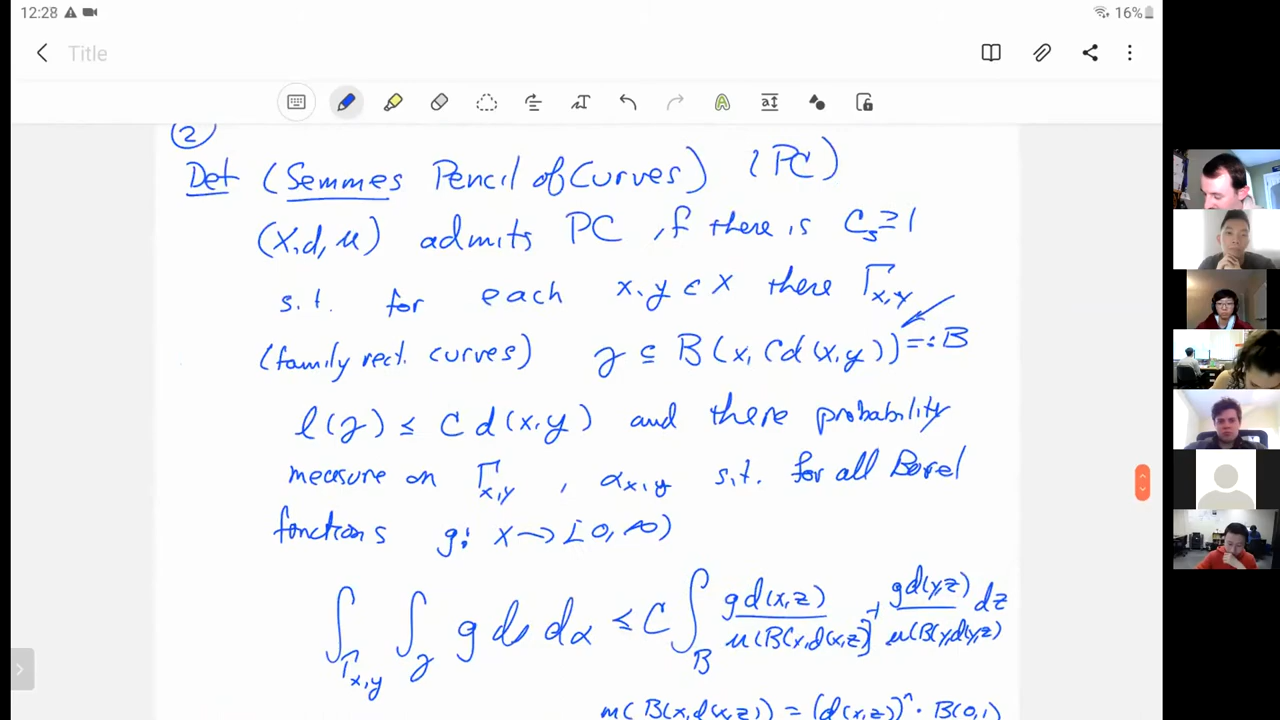 12:28
16%
Title
②
Def (Semmes Pencil of Curves) (PC)
(X,d,μ) admits PC if there is C_s ≥ 1
s.t. for each x,y ∈ X there Γ_{x,y}
(family rect. curves) γ ⊆ B(x, Cd(x,y)) =: B
l(γ) ≤ C d(x,y) and there probability
measure on Γ_{x,y}, α_{x,y} s.t. for all Borel
functions g: X → [0,∞)
∫_{Γ_{x,y}} ∫_γ g ds dα ≤ C ∫_B g d(x,z) / μ(B(x,d(x,z)) + g d(y,z) / μ(B(y,d(y,z)) dz
m(B(x,d(x,z)) = (d(x,z))^n · B(0,1)